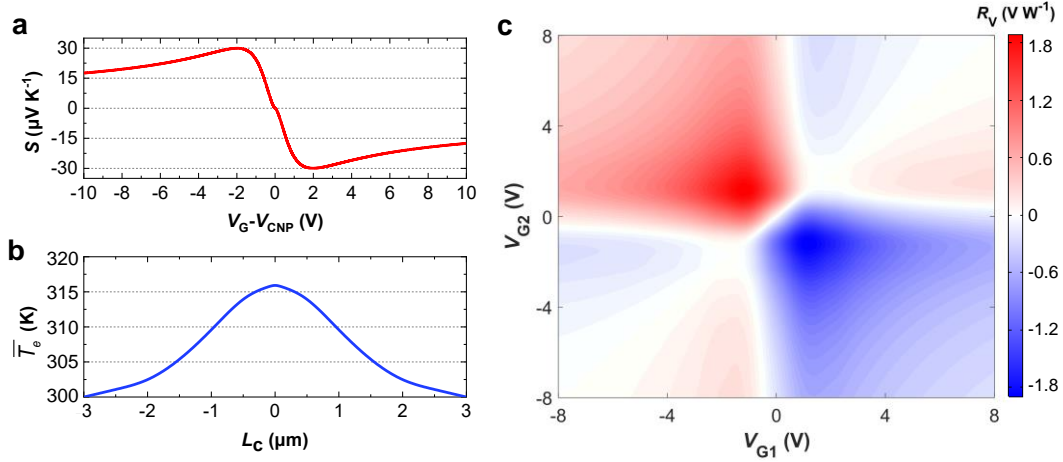 a
30
15
0
-15
-30
S (µV K⁻¹)
-10 -8 -6 -4 -2 0 2 4 6 8 10
V_G-V_CNP (V)
b
320
315
310
305
300
T̅_e (K)
-3 -2 -1 0 1 2 3
L_C (µm)
c
8
4
0
-4
-8
V_G2 (V)
-8 -4 0 4 8
V_G1 (V)
R_V (V W⁻¹)
1.8
1.2
0.6
0
-0.6
-1.2
-1.8